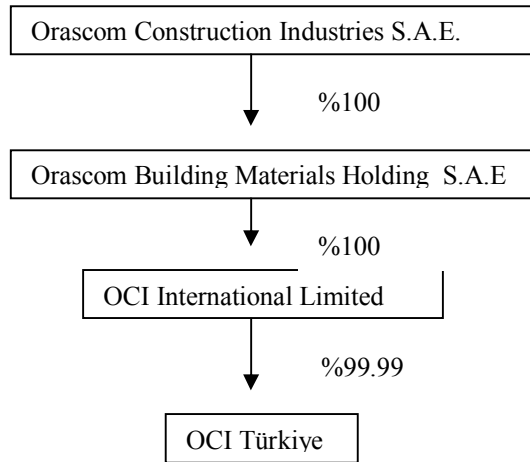 Orascom Construction Industries S.A.E.
%100
Orascom Building Materials Holding S.A.E
%100
OCI International Limited
%99.99
OCI Türkiye